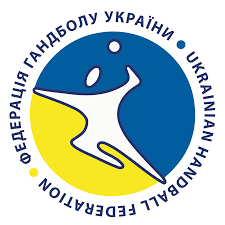 ФЕДЕРАЦІЯ ГАНДБОЛУ УКРАЇНИ
UKRAINIAN HANDBALL FEDERATION